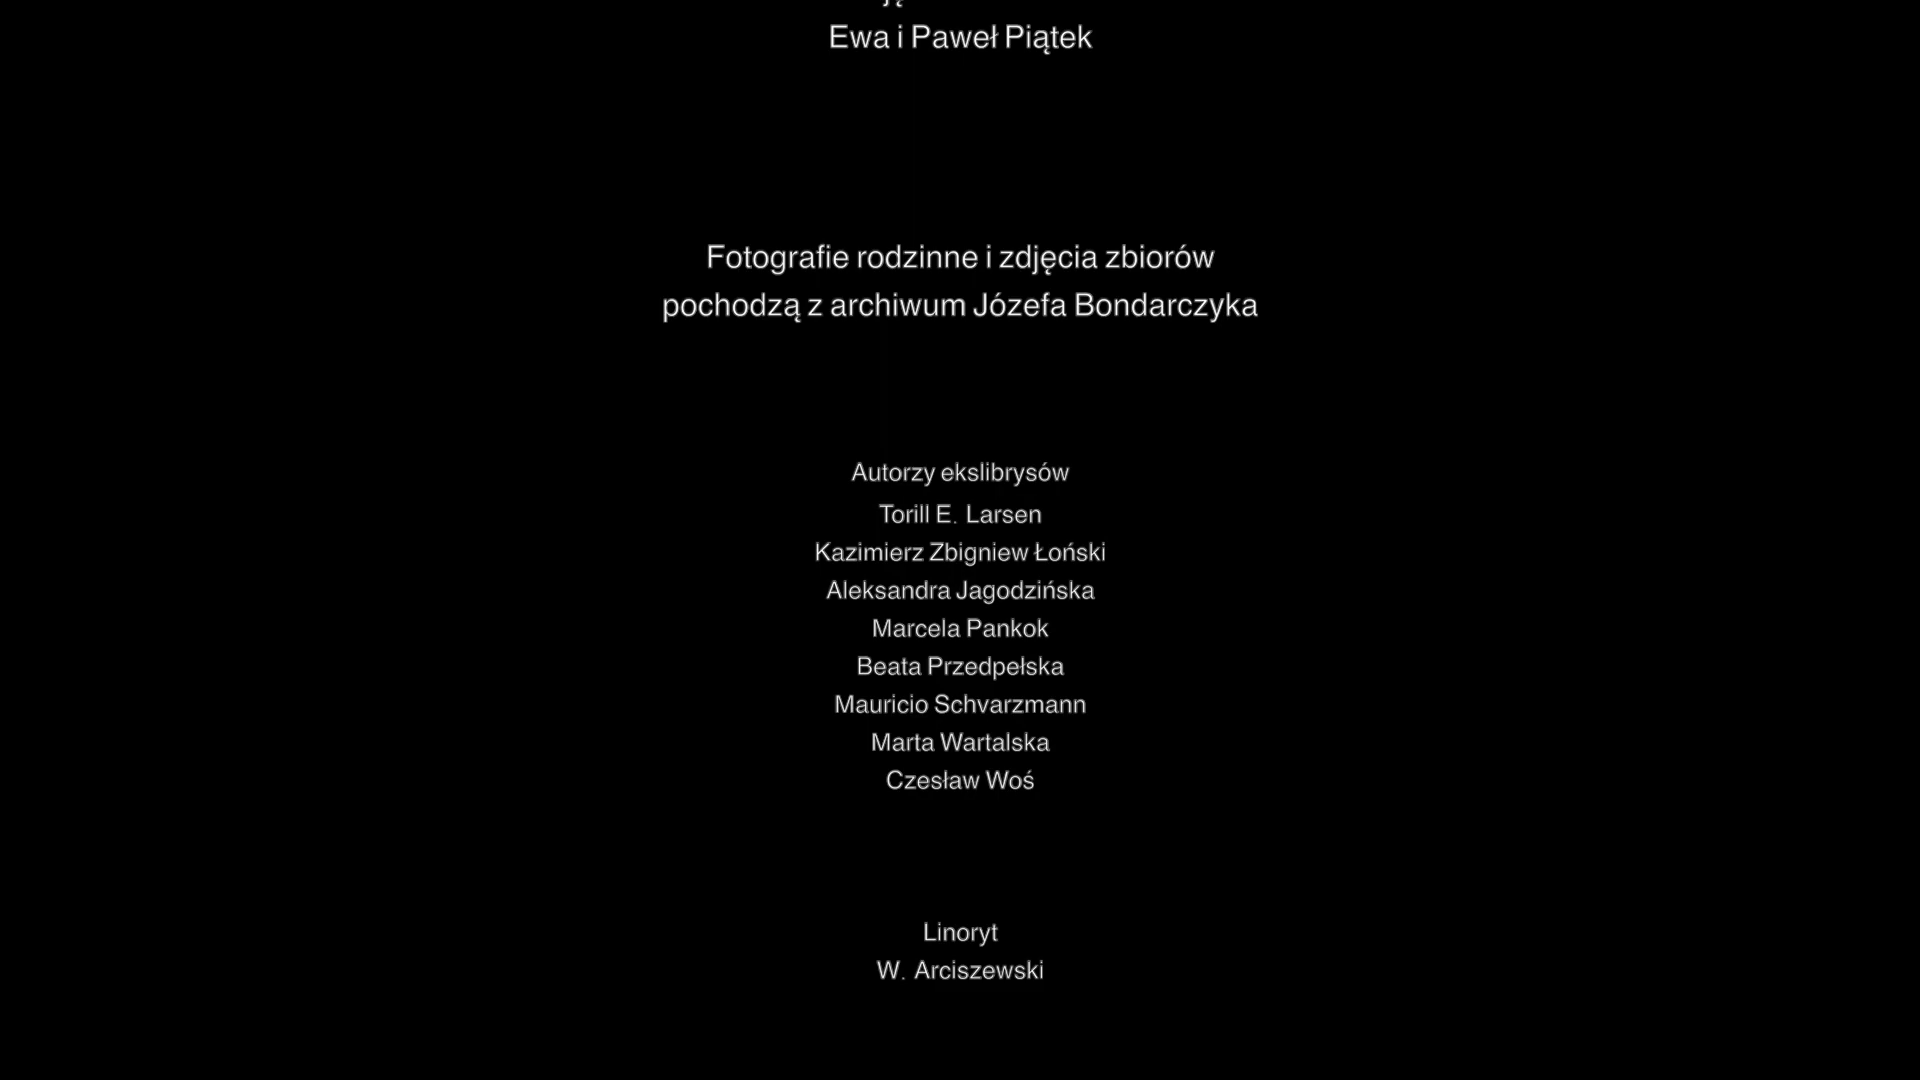 Ewa i Paweł Piątek
Fotografie rodzinne i zdjęcia zbiorów
pochodzą z archiwum Józefa Bondarczyka
Autorzy ekslibrysów
Torill E. Larsen
Kazimierz Zbigniew Łoński
Aleksandra Jagodzińska
Marcela Pankok
Beata Przedpełska
Mauricio Schvarzmann
Marta Wartalska
Czesław Woś
Linoryt
W. Arciszewski